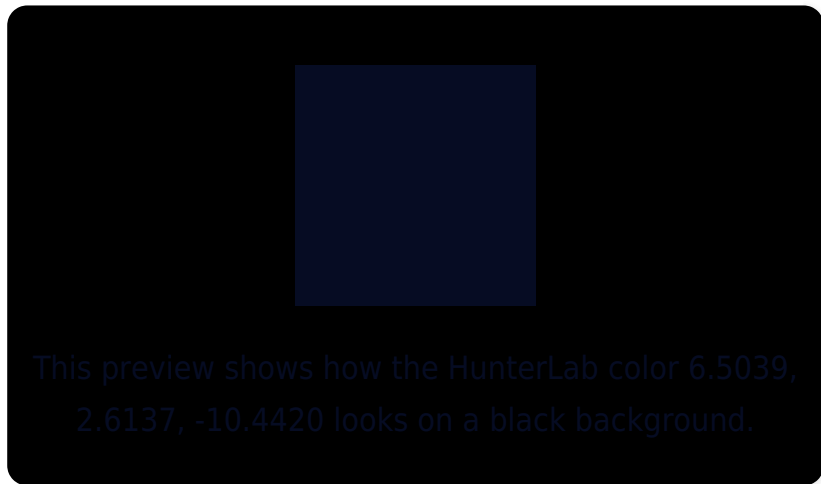 This preview shows how the HunterLab color 6.5039,
2.6137, -10.4420 looks on a black background.